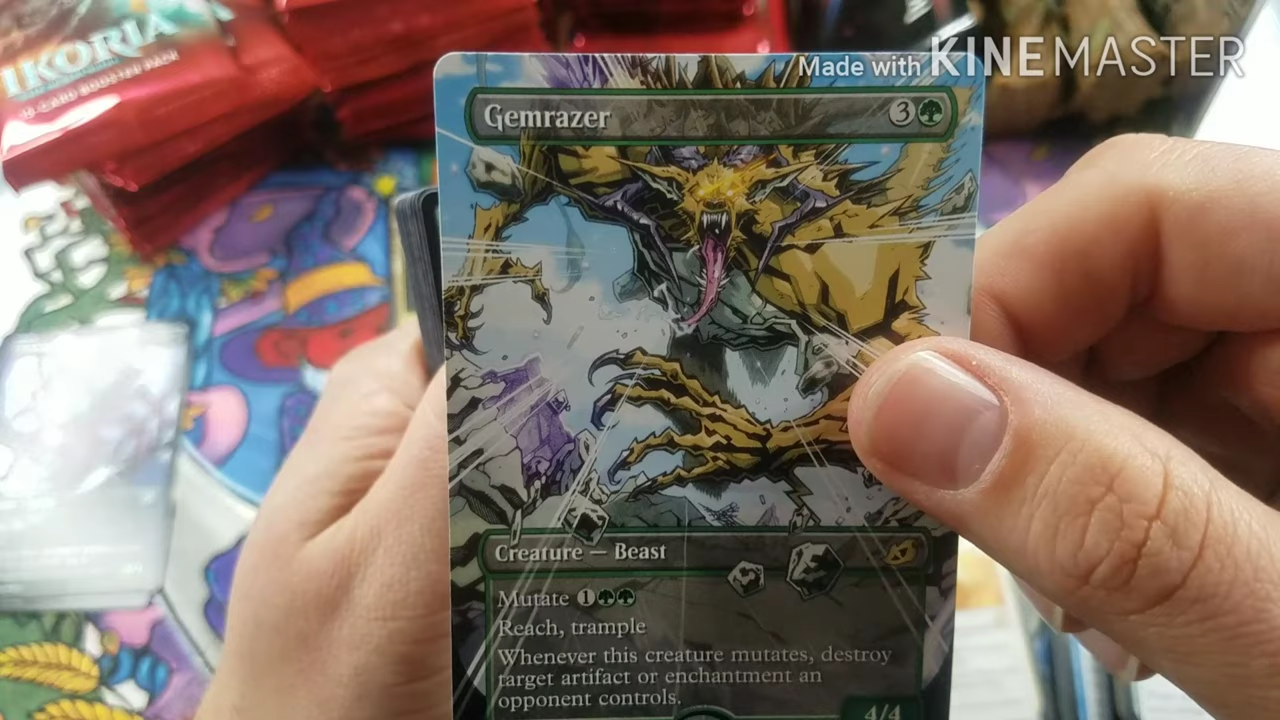 Made with KINEMASTER
IKORIA
15-CARD BOOSTER PACK
Gemrazer 3
Creature — Beast
Mutate 1
Reach, trample
Whenever this creature mutates, destroy
target artifact or enchantment an
opponent controls.
4/4